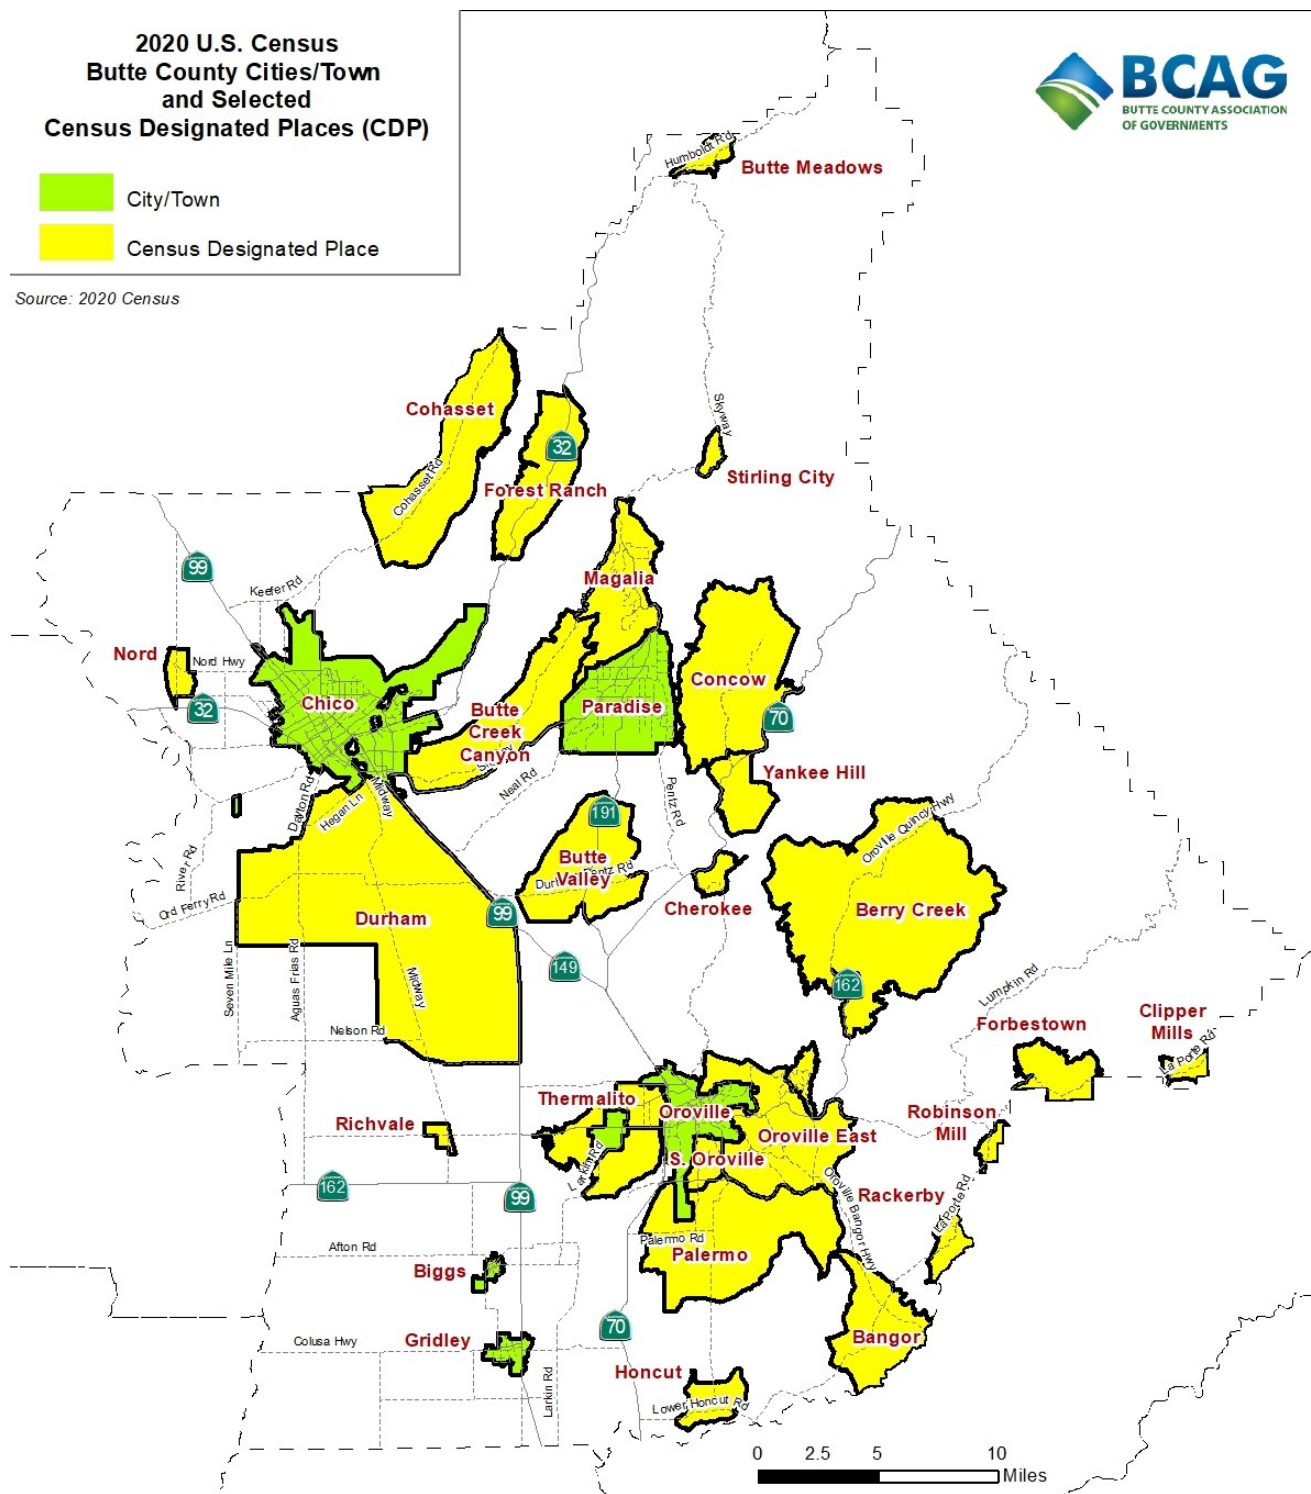 2020 U.S. Census
Butte County Cities/Town
and Selected
Census Designated Places (CDP)
City/Town
Census Designated Place
Source: 2020 Census
BCAG
BUTTE COUNTY ASSOCIATION
OF GOVERNMENTS
Humboldt Rd
Butte Meadows
Skyway
Cohasset
32
Cohasset Rd
Forest Ranch
Stirling City
99
Keefer Rd
Magalia
Nord
Nord Hwy
32
Chico
Butte
Creek
Canyon
Paradise
Concow
70
Neal Rd
Pentz Rd
Yankee Hill
Dayton Rd
Hegan Ln
Midway
191
Oroville Quincy Hwy
River Rd
Butte
Valley
Ord Ferry Rd
Durham
99
Cherokee
Berry Creek
Seven Mile Ln
Aguas Frias Rd
Midway
149
162
Lumpkin Rd
Nelson Rd
Forbestown
Clipper
Mills
La Porte Rd
Thermalito
Oroville
Robinson
Mill
Richvale
Oroville East
Larkin Rd
S. Oroville
162
99
Rackerby
La Porte Rd
Oroville Bangor Hwy
Afton Rd
Palermo Rd
Palermo
Biggs
Colusa Hwy
Gridley
70
Bangor
Larkin Rd
Honcut
Lower Honcut Rd
0 2.5 5 10
Miles